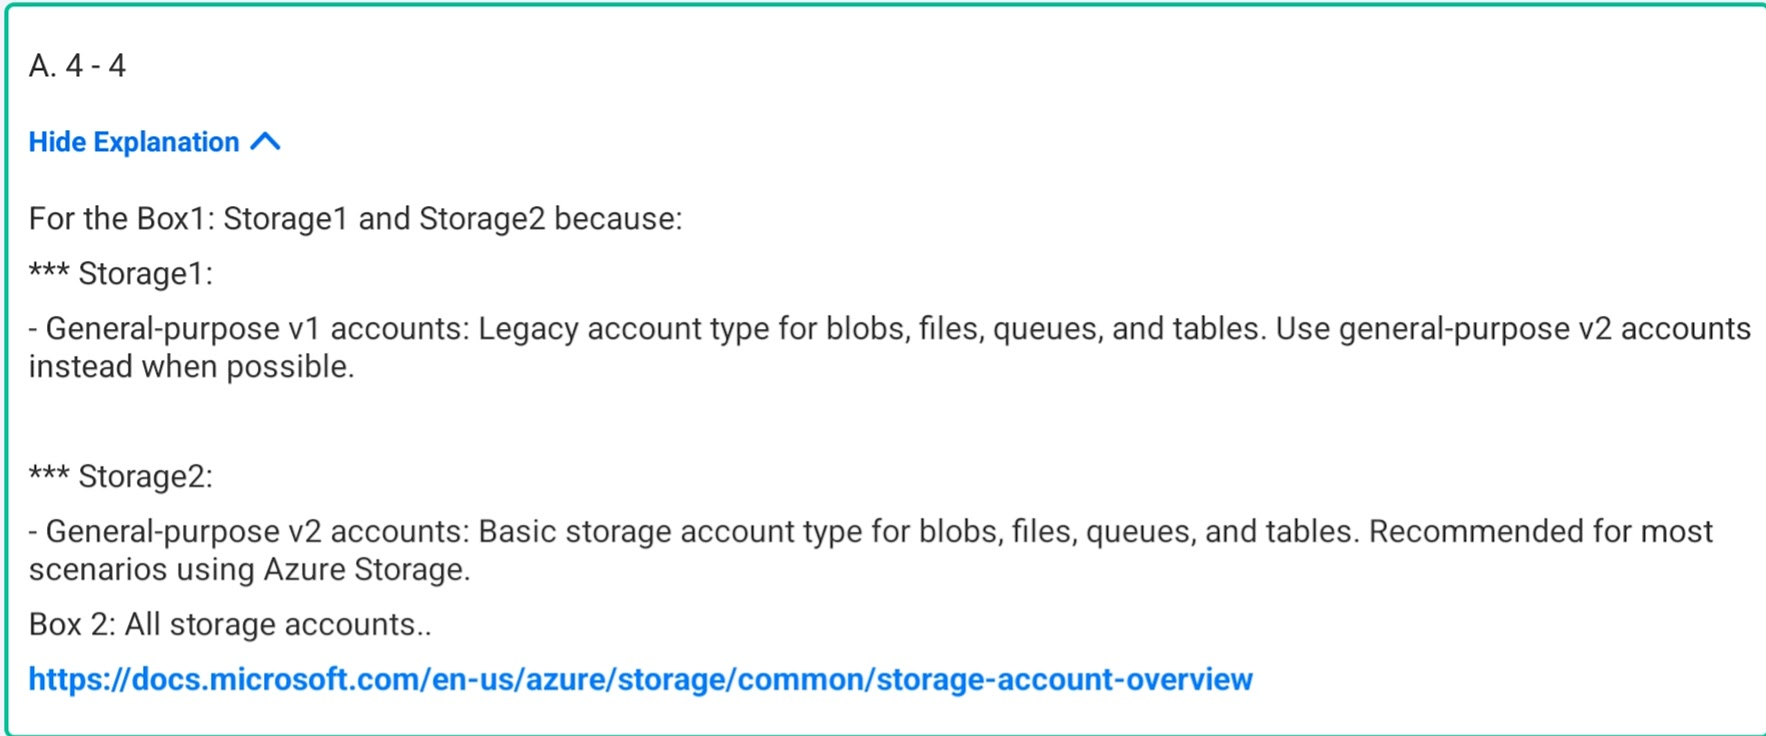 A. 4 - 4
Hide Explanation
For the Box1: Storage1 and Storage2 because:
*** Storage1:
- General-purpose v1 accounts: Legacy account type for blobs, files, queues, and tables. Use general-purpose v2 accounts
instead when possible.
*** Storage2:
- General-purpose v2 accounts: Basic storage account type for blobs, files, queues, and tables. Recommended for most
scenarios using Azure Storage.
Box 2: All storage accounts..
https://docs.microsoft.com/en-us/azure/storage/common/storage-account-overview